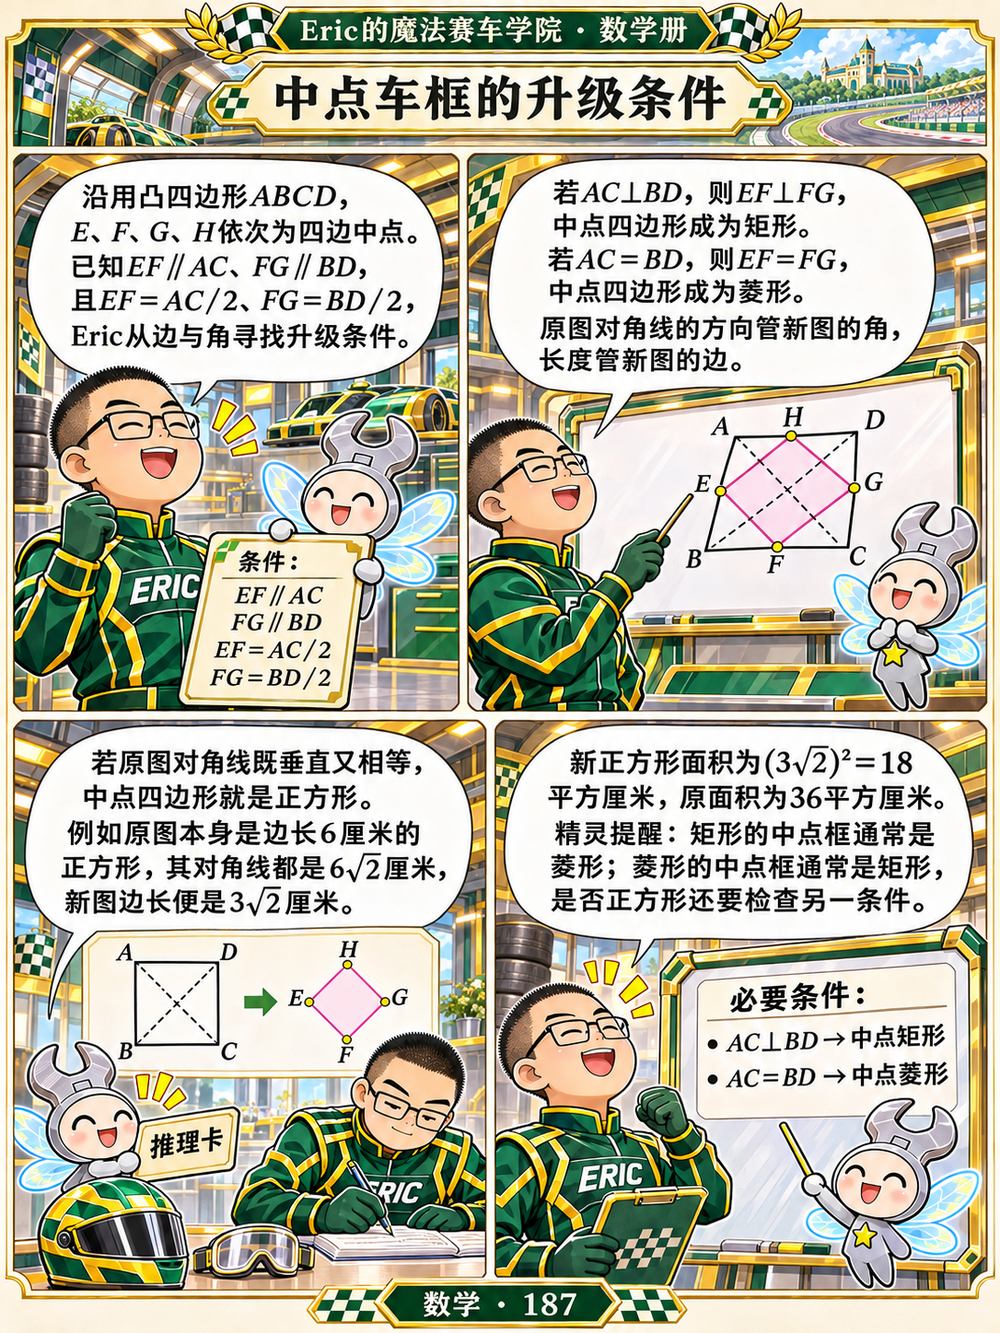 Eric的魔法赛车学院 · 数学册
中点车框的升级条件
沿用凸四边形ABCD，
E、F、G、H依次为四边中点。
已知EF∥AC、FG∥BD，
且EF=AC/2、FG=BD/2，
Eric从边与角寻找升级条件。
ERIC
条件：
EF∥AC
FG∥BD
EF=AC/2
FG=BD/2
若AC⊥BD，则EF⊥FG，
中点四边形成为矩形。
若AC=BD，则EF=FG，
中点四边形成为菱形。
原图对角线的方向管新图的角，
长度管新图的边。
A
H
D
E
G
B
F
C
若原图对角线既垂直又相等，
中点四边形就是正方形。
例如原图本身是边长6厘米的
正方形，其对角线都是6√2厘米，
新图边长便是3√2厘米。
A
D
B
C
H
E
G
F
推理卡
ERIC
新正方形面积为(3√2)²=18
平方厘米，原面积为36平方厘米。
精灵提醒：矩形的中点框通常是
菱形；菱形的中点框通常是矩形，
是否正方形还要检查另一条件。
必要条件：
• AC⊥BD→中点矩形
• AC=BD→中点菱形
ERIC
数学 · 187